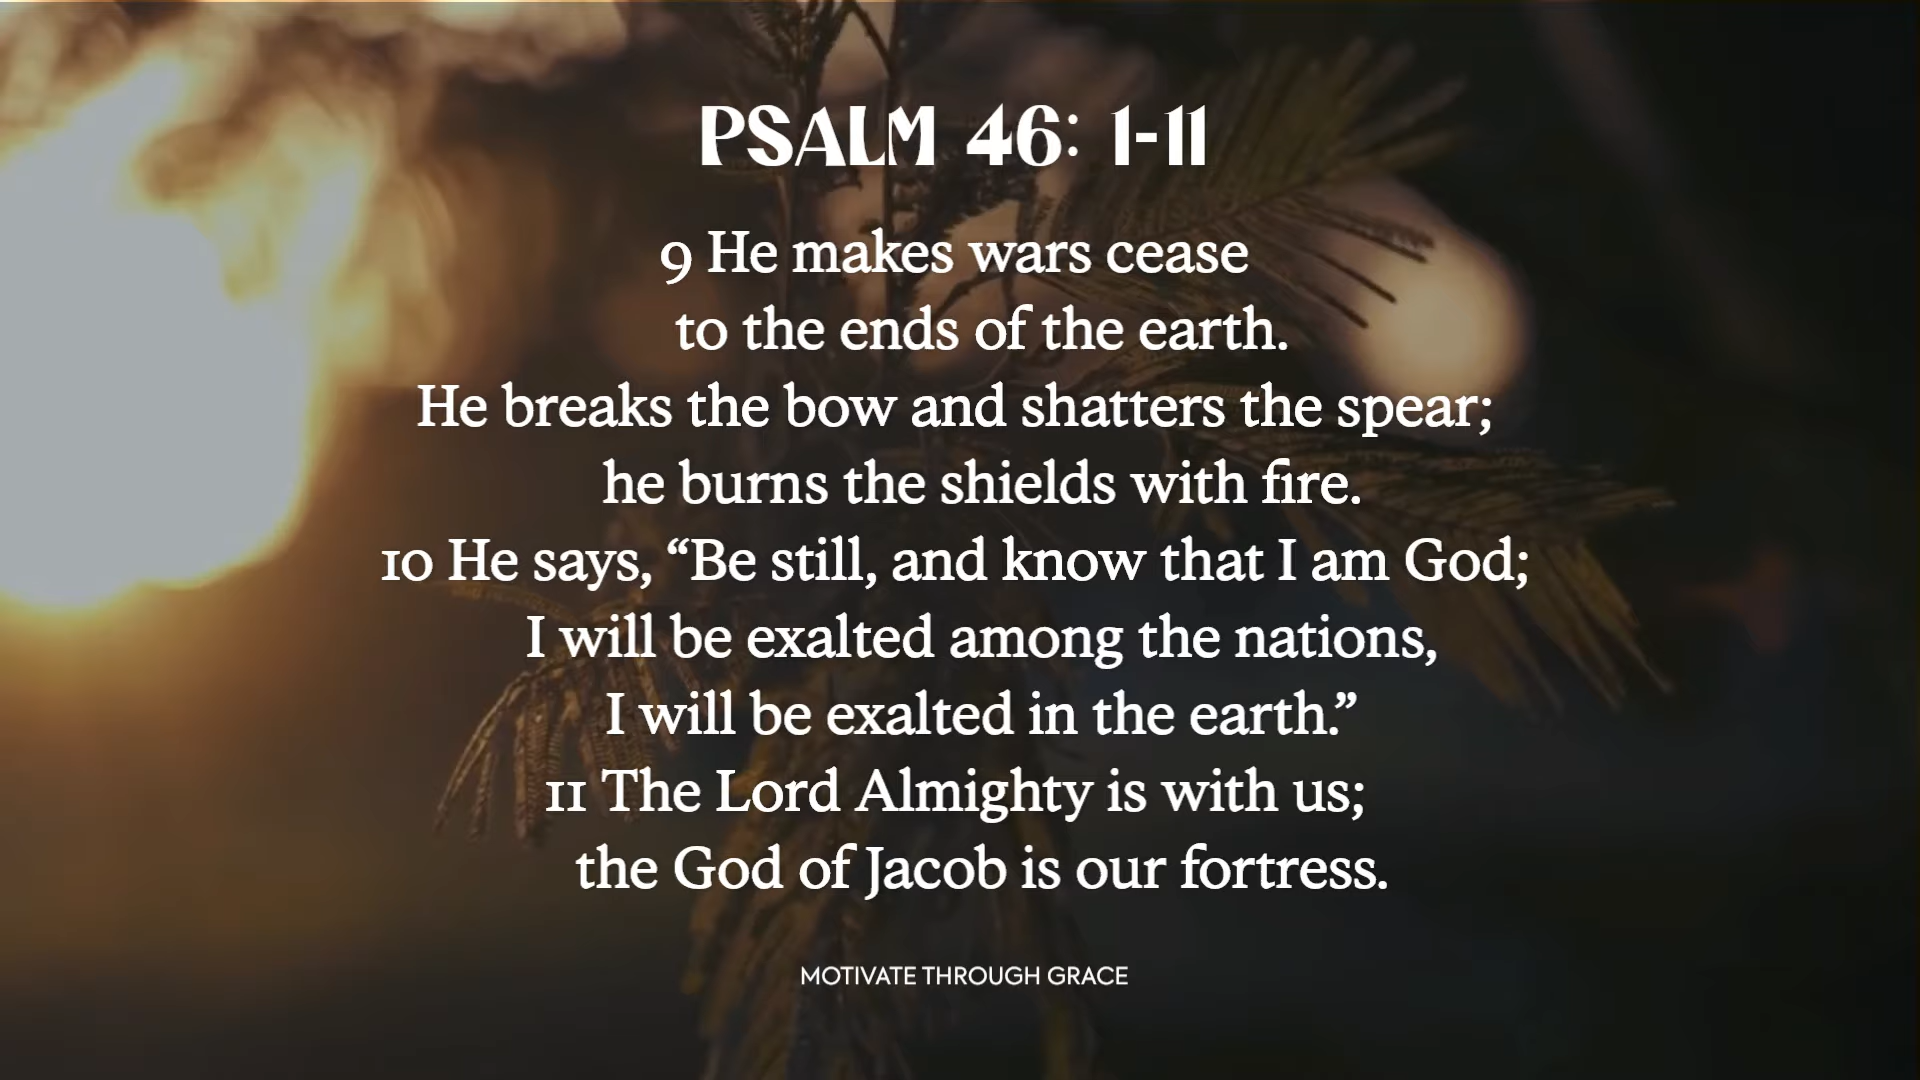 PSALM 46: 1-11
9 He makes wars cease
to the ends of the earth.
He breaks the bow and shatters the spear;
he burns the shields with fire.
10 He says, “Be still, and know that I am God;
I will be exalted among the nations,
I will be exalted in the earth.”
11 The Lord Almighty is with us;
the God of Jacob is our fortress.
MOTIVATE THROUGH GRACE